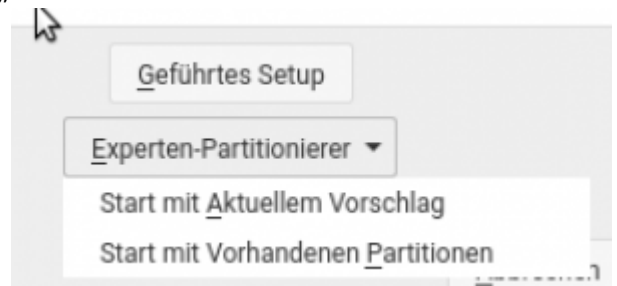 Geführtes Setup
Experten-Partitionierer
Start mit Aktuellem Vorschlag
Start mit Vorhandenen Partitionen